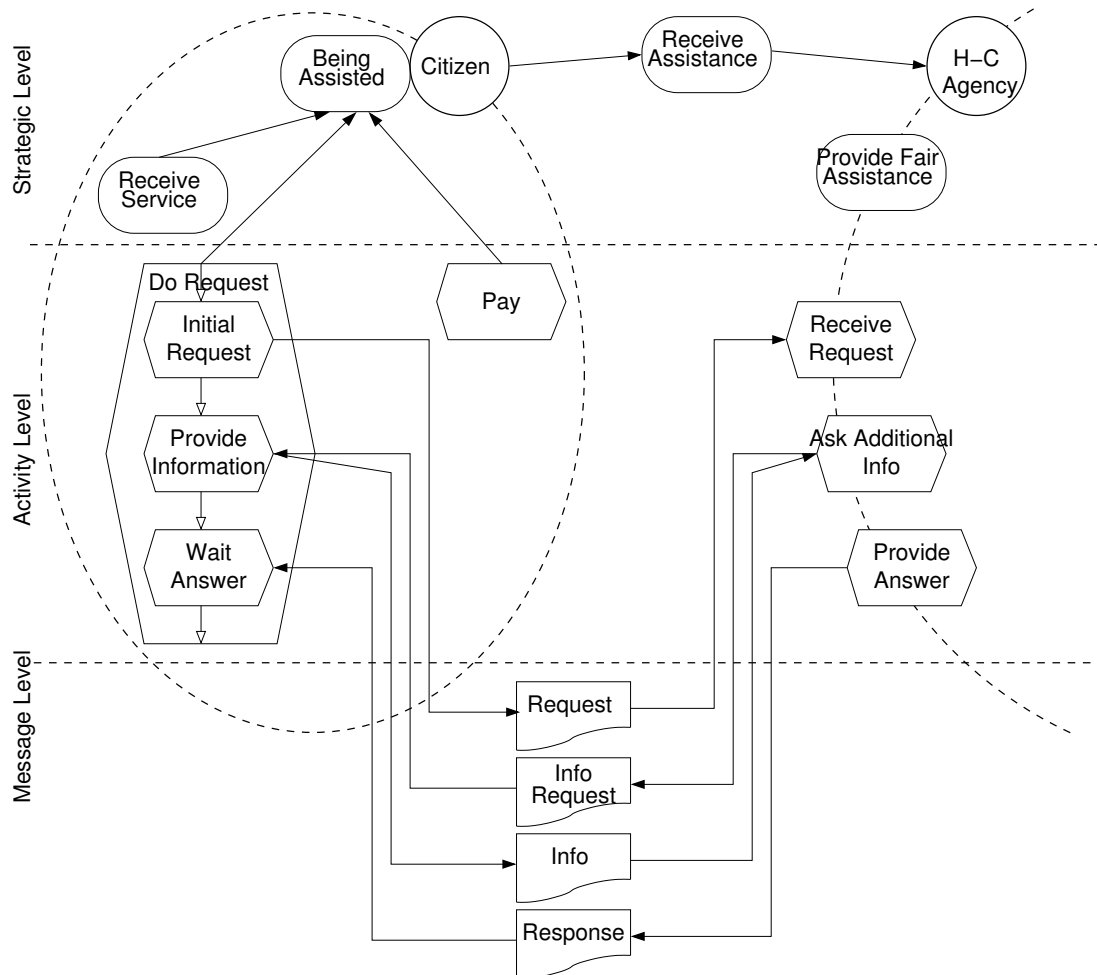 Strategic Level
Being
Assisted
Citizen
Receive
Assistance
H−C
Agency
Receive
Service
Provide Fair
Assistance
Activity Level
Do Request
Initial
Request
Pay
Receive
Request
Provide
Information
Ask Additional
Info
Wait
Answer
Provide
Answer
Message Level
Request
Info
Request
Info
Response